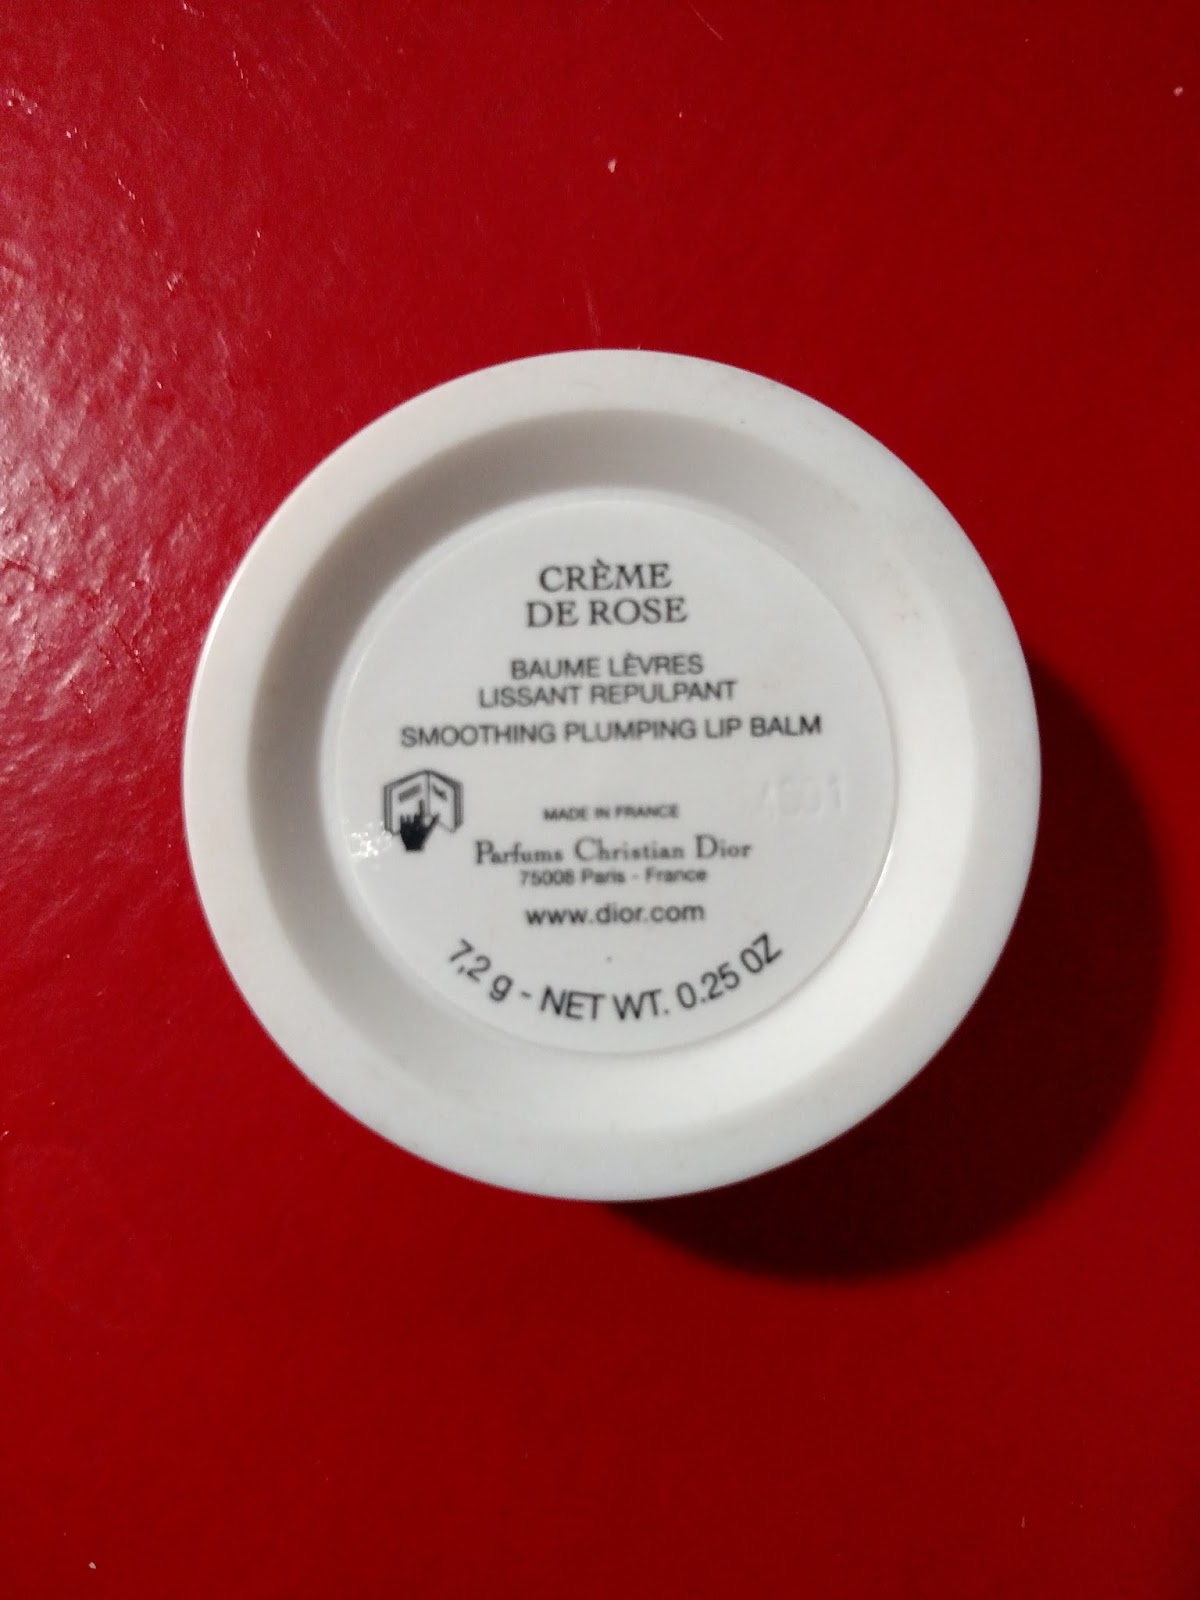 CRÈME
DE ROSE
BAUME LÈVRES
LISSANT REPULPANT
SMOOTHING PLUMPING LIP BALM
MADE IN FRANCE
Parfums Christian Dior
75008 Paris - France
www.dior.com
7,2 g - NET WT. 0.25 OZ